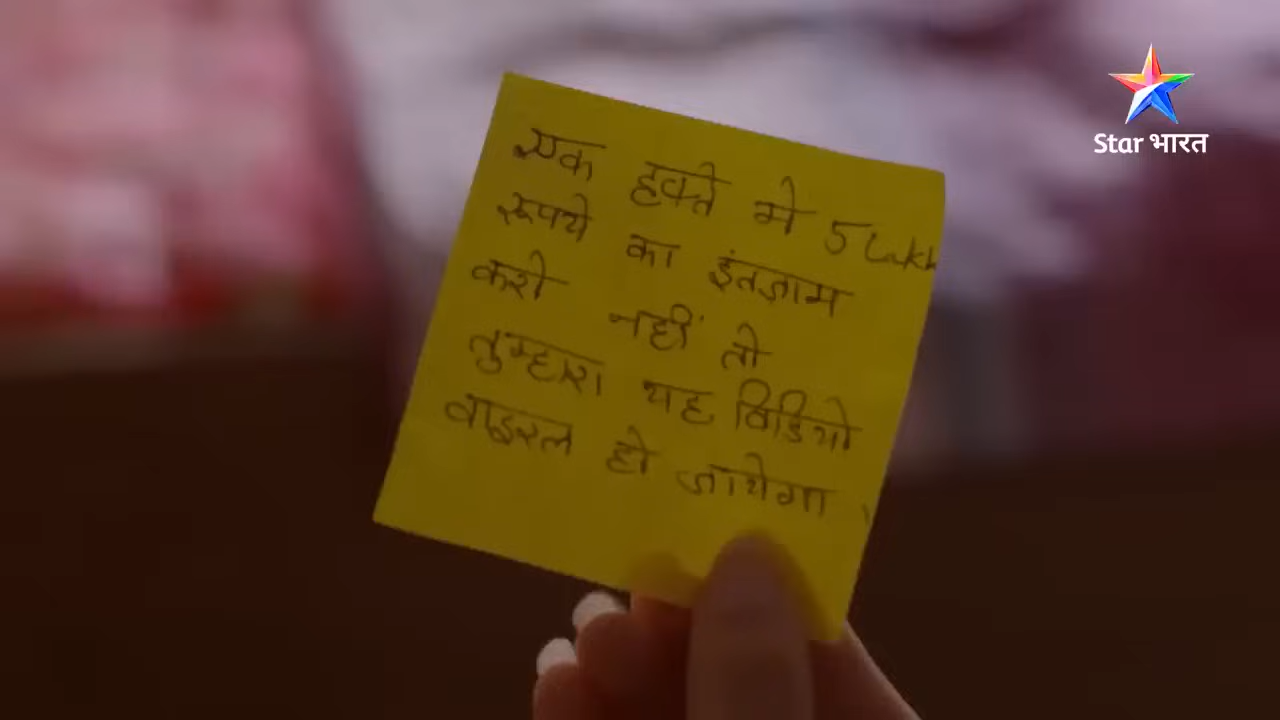 एक हफ्ते मे 5 Lakh
रूपये का इंतज़ाम
करो नहीं तो
तुम्हारा यह विडियो
वाइरल हो जायेगा
Star भारत